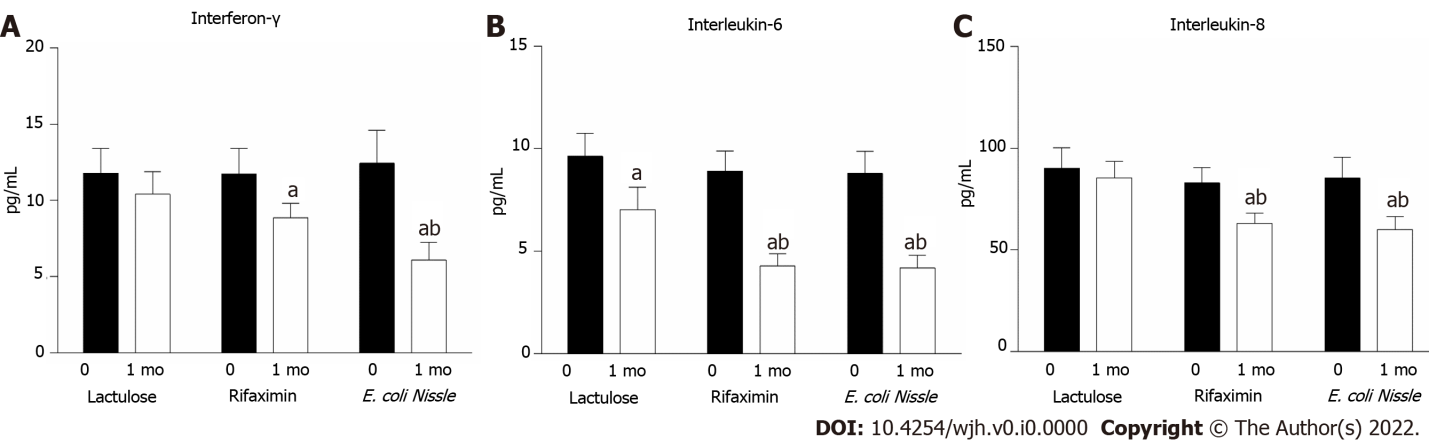 A
Interferon-γ
20
15
10
5
0
pg/mL
a
ab
0 1 mo 0 1 mo 0 1 mo
Lactulose Rifaximin E. coli Nissle
B
Interleukin-6
15
10
5
0
pg/mL
a
ab
ab
0 1 mo 0 1 mo 0 1 mo
Lactulose Rifaximin E. coli Nissle
C
Interleukin-8
150
100
50
0
pg/mL
ab
ab
0 1 mo 0 1 mo 0 1 mo
Lactulose Rifaximin E. coli Nissle
DOI: 10.4254/wjh.v0.i0.0000 Copyright © The Author(s) 2022.